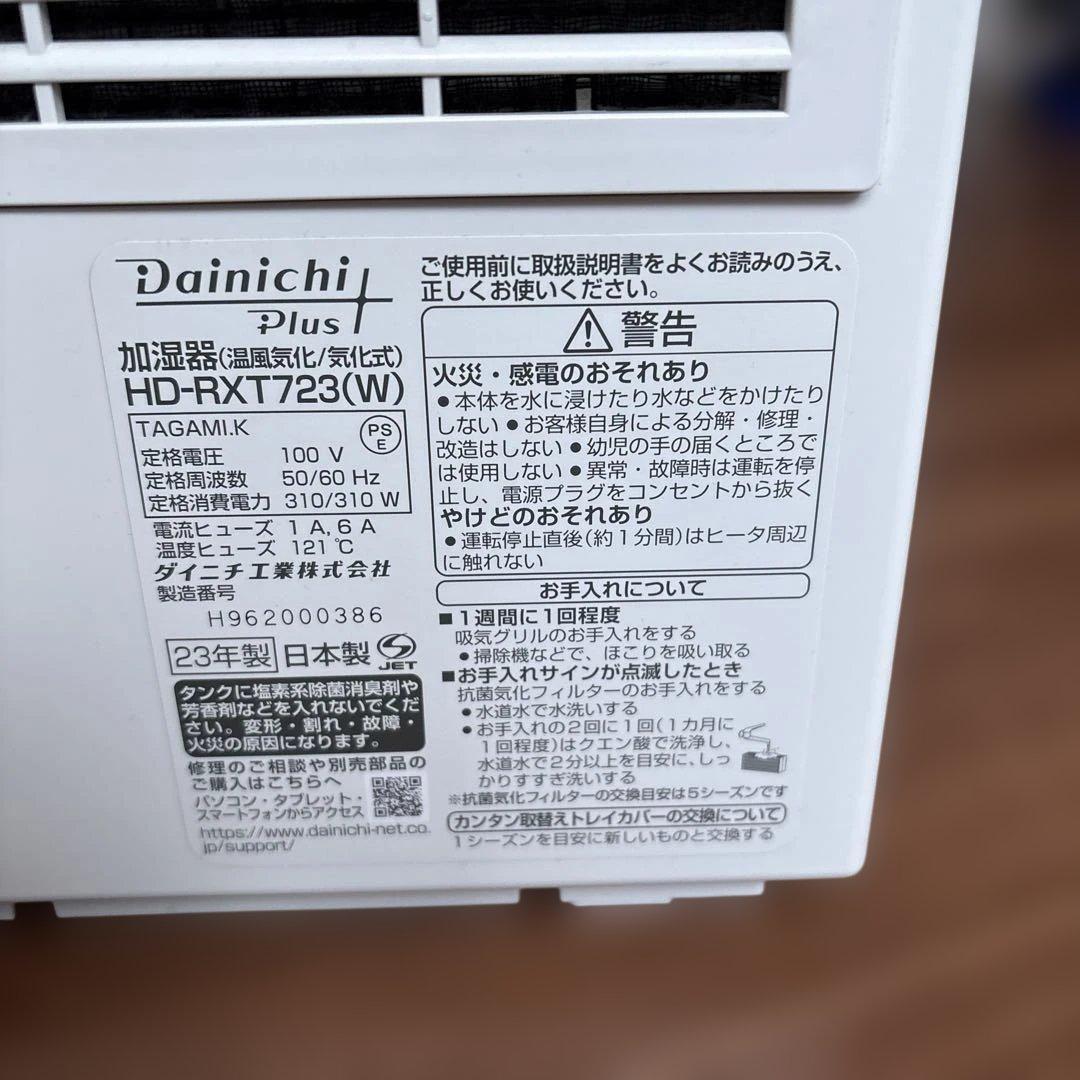 Dainichi
Plus
加湿器(温風気化/気化式)
HD-RXT723(W)
TAGAMI.K
PS
E
定格電圧 100 V
定格周波数 50/60 Hz
定格消費電力 310/310 W
電流ヒューズ 1 A, 6 A
温度ヒューズ 121℃
ダイニチ工業株式会社
製造番号
H962000386
23年製 日本製 S JET
タンクに塩素系除菌消臭剤や
芳香剤などを入れないでくだ
さい。変形・割れ・故障・
火災の原因になります。
修理のご相談や別売部品の
ご購入はこちらへ
パソコン・タブレット・
スマートフォンからアクセス
https://www.dainichi-net.co.
jp/support/
ご使用前に取扱説明書をよくお読みのうえ、
正しくお使いください。
警告
火災・感電のおそれあり
●本体を水に浸けたり水などをかけたり
しない ●お客様自身による分解・修理・
改造はしない ●幼児の手の届くところで
は使用しない ●異常・故障時は運転を停
止し、電源プラグをコンセントから抜く
やけどのおそれあり
●運転停止直後(約1分間)はヒータ周辺
に触れない
お手入れについて
■1週間に1回程度
吸気グリルのお手入れをする
●掃除機などで、ほこりを吸い取る
■お手入れサインが点滅したとき
抗菌気化フィルターのお手入れをする
●水道水で水洗いする
●お手入れの2回に1回(1カ月に
1回程度)はクエン酸で洗浄し、
水道水で2分以上を目安に、しっ
かりすすぎ洗いする
※抗菌気化フィルターの交換目安は5シーズンです
カンタン取替えトレイカバーの交換について
1シーズンを目安に新しいものと交換する